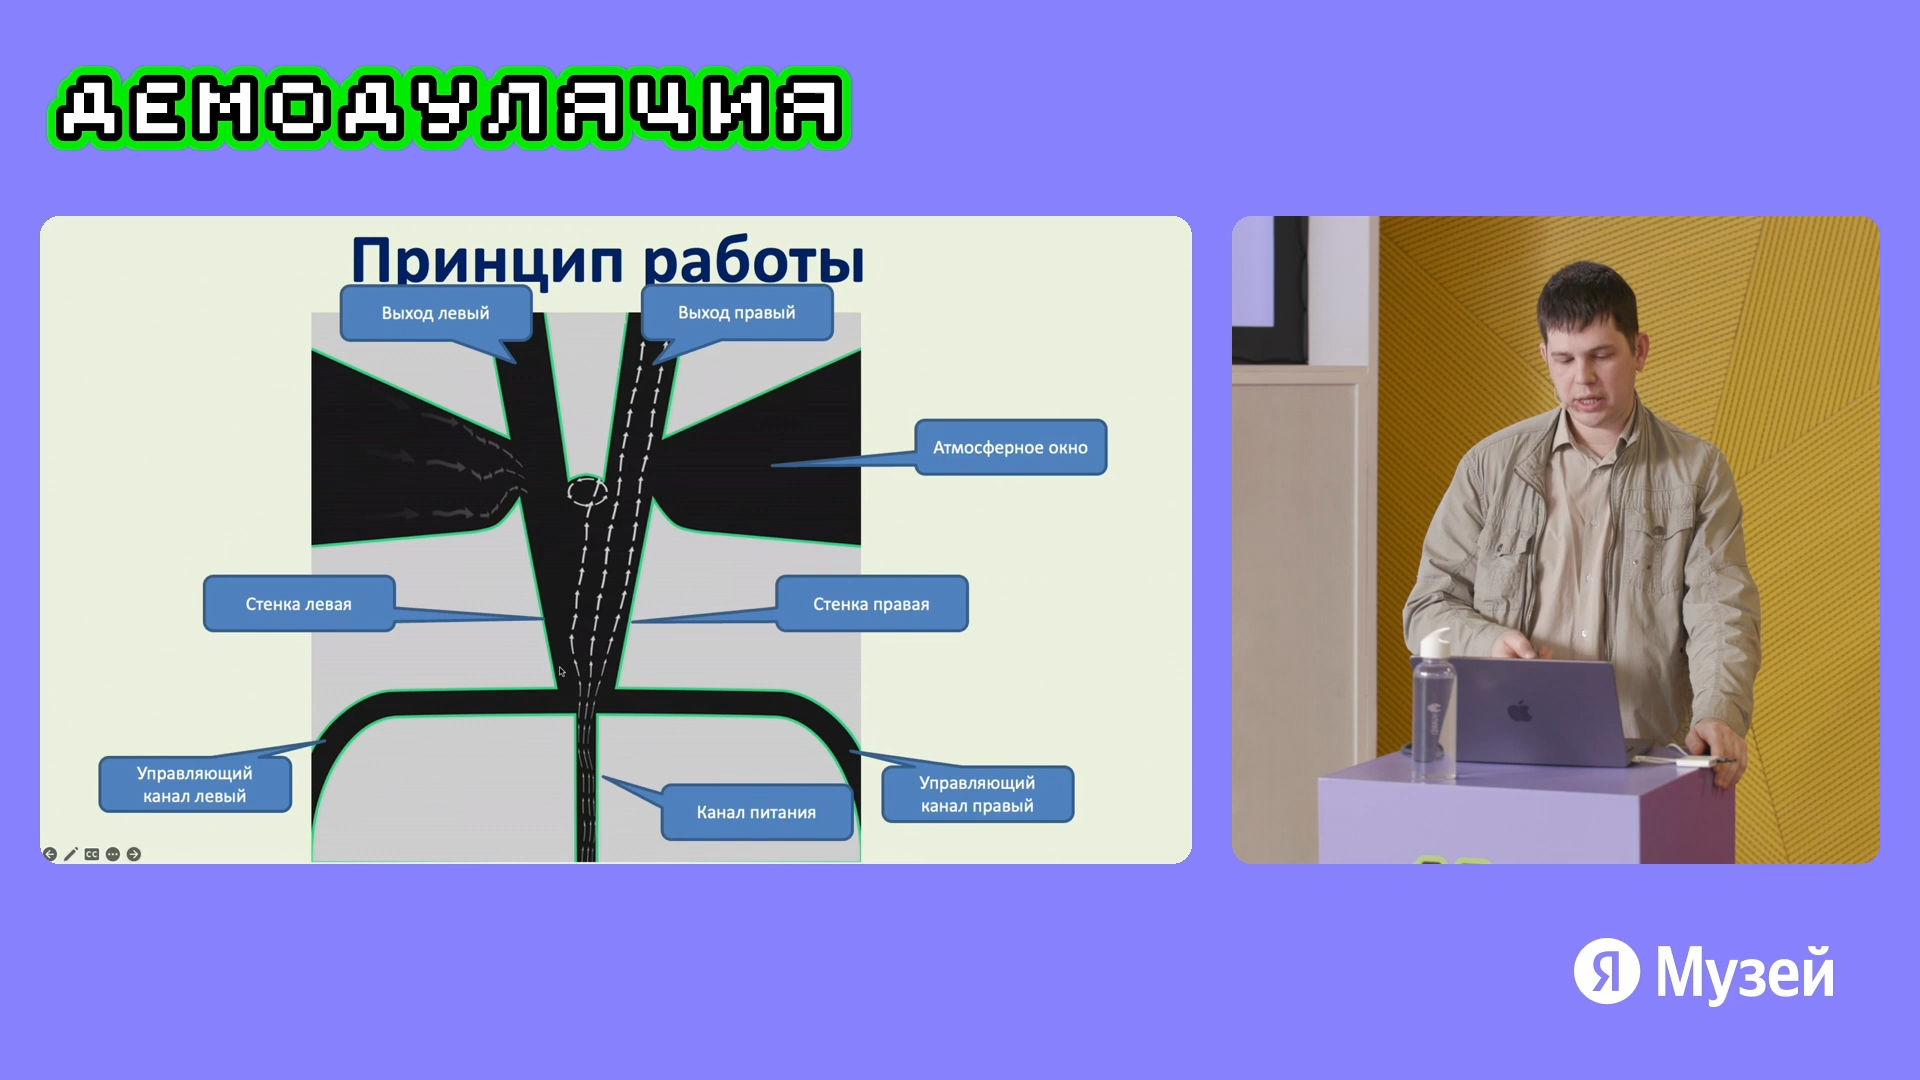 ДЕМОДУЛЯЦИЯ
Принцип работы
Выход левый
Выход правый
Атмосферное окно
Стенка левая
Стенка правая
Управляющий
канал левый
Канал питания
Управляющий
канал правый
CC
Я Музей